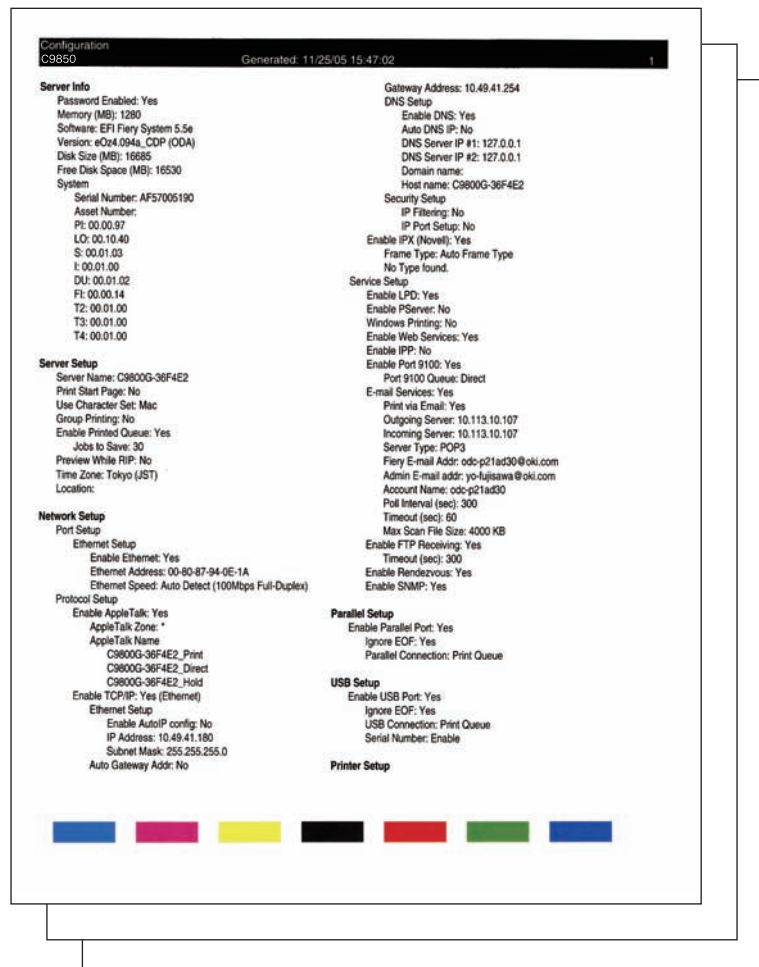 Configuration
C9850 Generated: 11/25/05 15:47:02 1
Server Info
Password Enabled: Yes
Memory (MB): 1280
Software: EFI Fiery System 5.5e
Version: eOz4.094a_CDP (ODA)
Disk Size (MB): 16685
Free Disk Space (MB): 16530
System
Serial Number: AF57005190
Asset Number:
PI: 00.00.97
LO: 00.10.40
S: 00.01.03
I: 00.01.00
DU: 00.01.02
FI: 00.00.14
T2: 00.01.00
T3: 00.01.00
T4: 00.01.00
Server Setup
Server Name: C9800G-36F4E2
Print Start Page: No
Use Character Set: Mac
Group Printing: No
Enable Printed Queue: Yes
Jobs to Save: 30
Preview While RIP: No
Time Zone: Tokyo (JST)
Location:
Network Setup
Port Setup
Ethernet Setup
Enable Ethernet: Yes
Ethernet Address: 00-80-87-94-0E-1A
Ethernet Speed: Auto Detect (100Mbps Full-Duplex)
Protocol Setup
Enable AppleTalk: Yes
AppleTalk Zone: *
AppleTalk Name
C9800G-36F4E2_Print
C9800G-36F4E2_Direct
C9800G-36F4E2_Hold
Enable TCP/IP: Yes (Ethernet)
Ethernet Setup
Enable AutoIP config: No
IP Address: 10.49.41.180
Subnet Mask: 255.255.255.0
Auto Gateway Addr: No
Gateway Address: 10.49.41.254
DNS Setup
Enable DNS: Yes
Auto DNS IP: No
DNS Server IP #1: 127.0.0.1
DNS Server IP #2: 127.0.0.1
Domain name:
Host name: C9800G-36F4E2
Security Setup
IP Filtering: No
IP Port Setup: No
Enable IPX (Novell): Yes
Frame Type: Auto Frame Type
No Type found.
Service Setup
Enable LPD: Yes
Enable PServer: No
Windows Printing: No
Enable Web Services: Yes
Enable IPP: No
Enable Port 9100: Yes
Port 9100 Queue: Direct
E-mail Services: Yes
Print via Email: Yes
Outgoing Server: 10.113.10.107
Incoming Server: 10.113.10.107
Server Type: POP3
Fiery E-mail Addr: odc-p21ad30@oki.com
Admin E-mail addr: yo-fujisawa@oki.com
Account Name: odc-p21ad30
Poll Interval (sec): 300
Timeout (sec): 60
Max Scan File Size: 4000 KB
Enable FTP Receiving: Yes
Timeout (sec): 300
Enable Rendezvous: Yes
Enable SNMP: Yes
Parallel Setup
Enable Parallel Port: Yes
Ignore EOF: Yes
Parallel Connection: Print Queue
USB Setup
Enable USB Port: Yes
Ignore EOF: Yes
USB Connection: Print Queue
Serial Number: Enable
Printer Setup